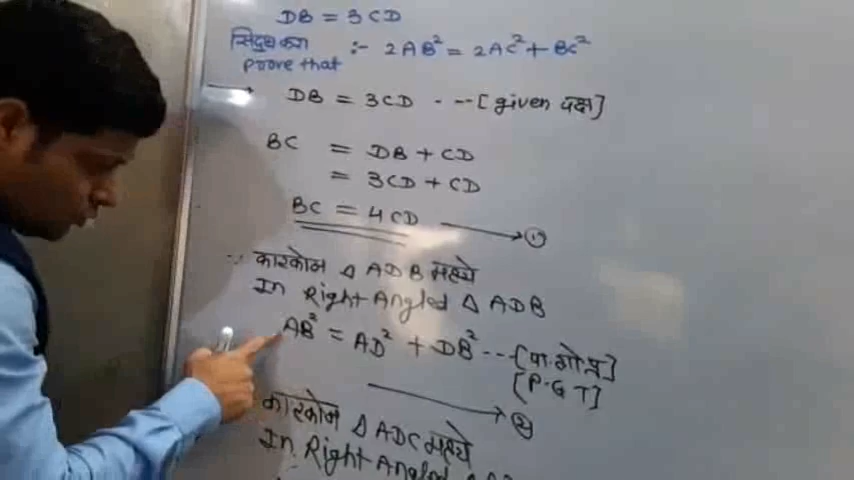 DB = 3CD
सिद्ध करा :- 2AB² = 2AC² + BC²
prove that
DB = 3CD - -- [given पक्ष]
BC = DB + CD
= 3CD + CD
BC = 4CD ⟶ ①
∵ काटकोन △ ADB मध्ये
In Right Angled △ ADB
AB² = AD² + DB² -- - [पा.गो.प्र]
[P.G T]
⟶ ②
काटकोन △ ADC मध्ये
In Right Angled